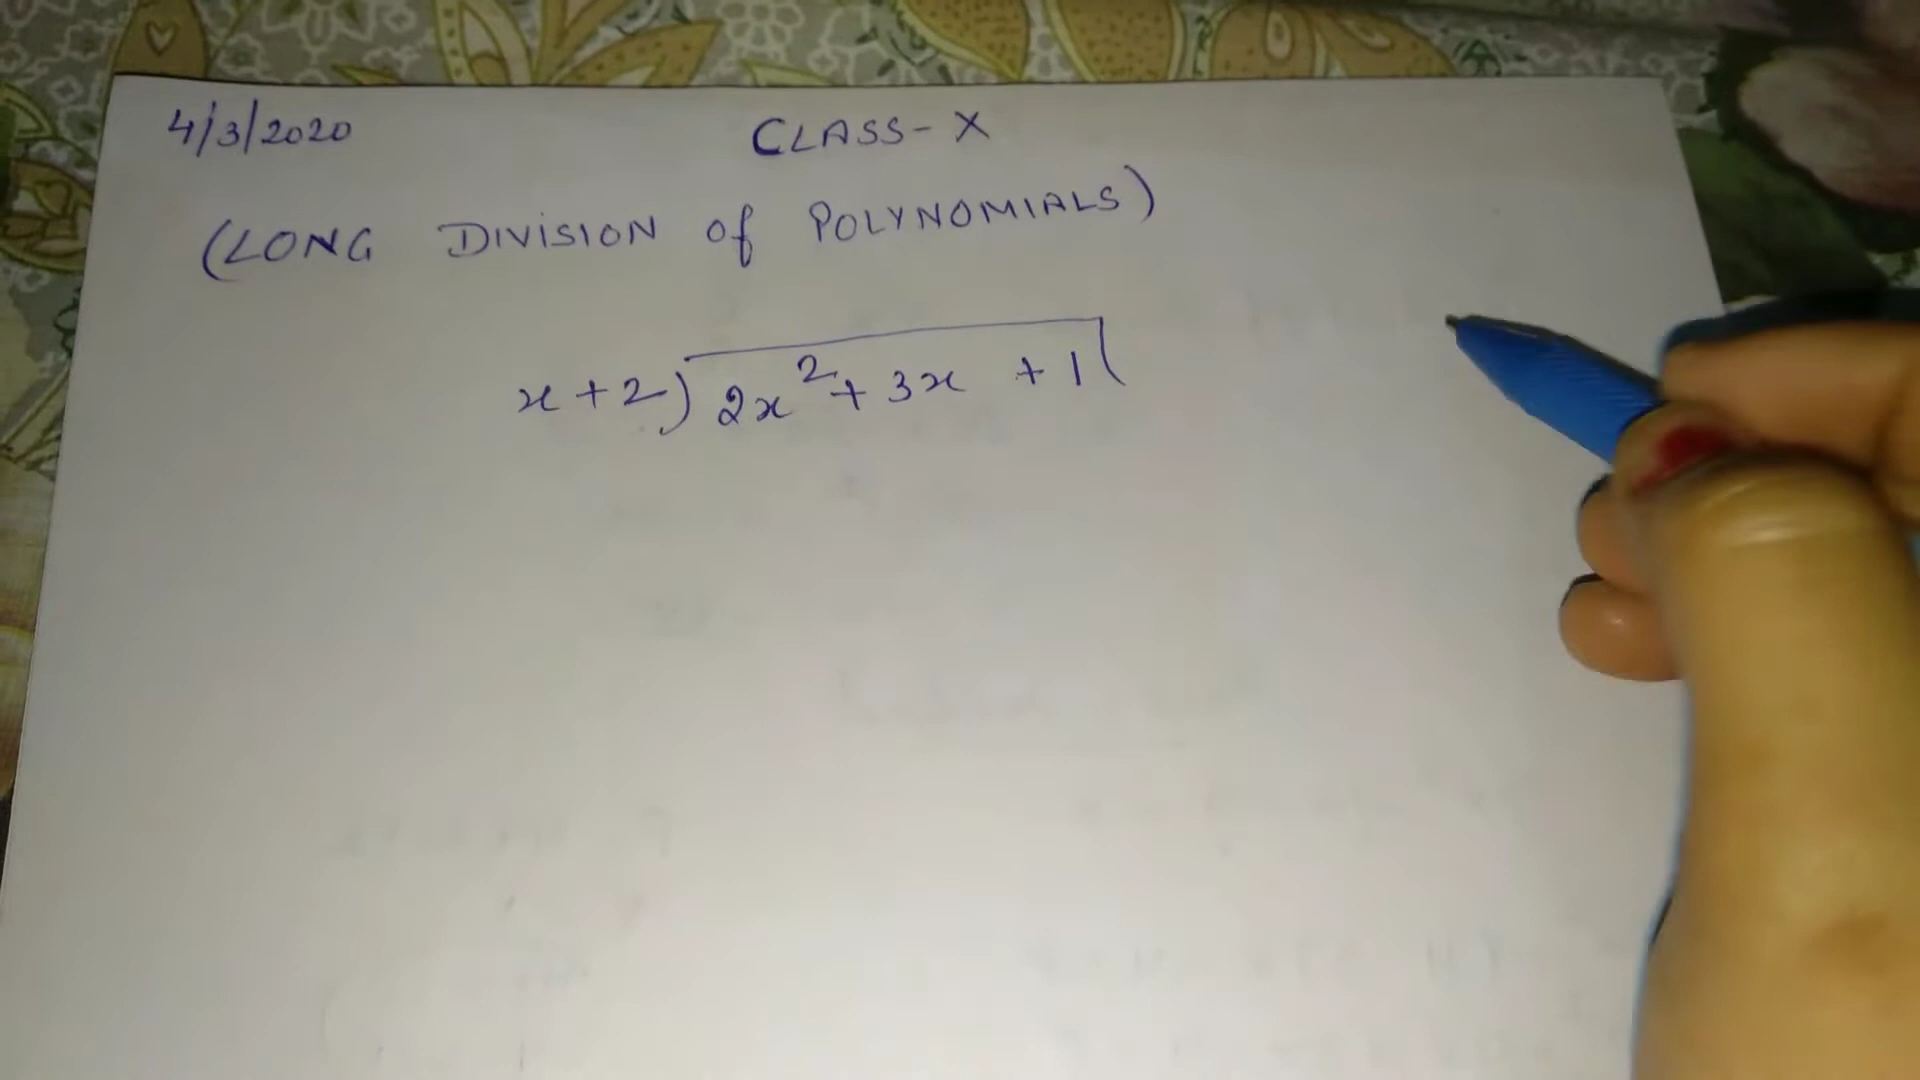 4/3/2020 CLASS-X
(LONG DIVISION of POLYNOMIALS)
x+2)2x²+3x+1(